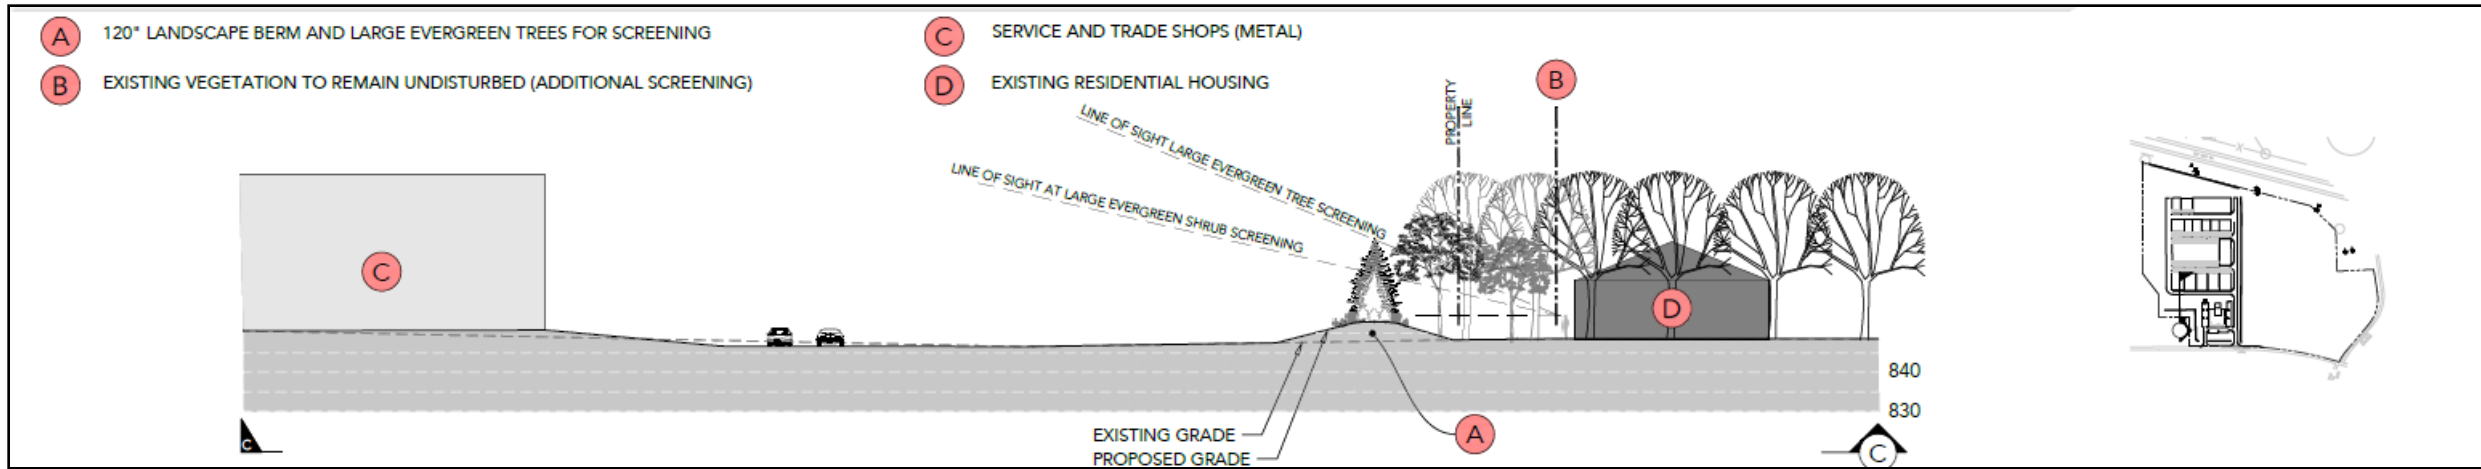 A 120" LANDSCAPE BERM AND LARGE EVERGREEN TREES FOR SCREENING
B EXISTING VEGETATION TO REMAIN UNDISTURBED (ADDITIONAL SCREENING)
C SERVICE AND TRADE SHOPS (METAL)
D EXISTING RESIDENTIAL HOUSING
LINE OF SIGHT LARGE EVERGREEN TREE SCREENING
LINE OF SIGHT AT LARGE EVERGREEN SHRUB SCREENING
PROPERTY
LINE
B
C
D
840
830
EXISTING GRADE
PROPOSED GRADE
A
C
C